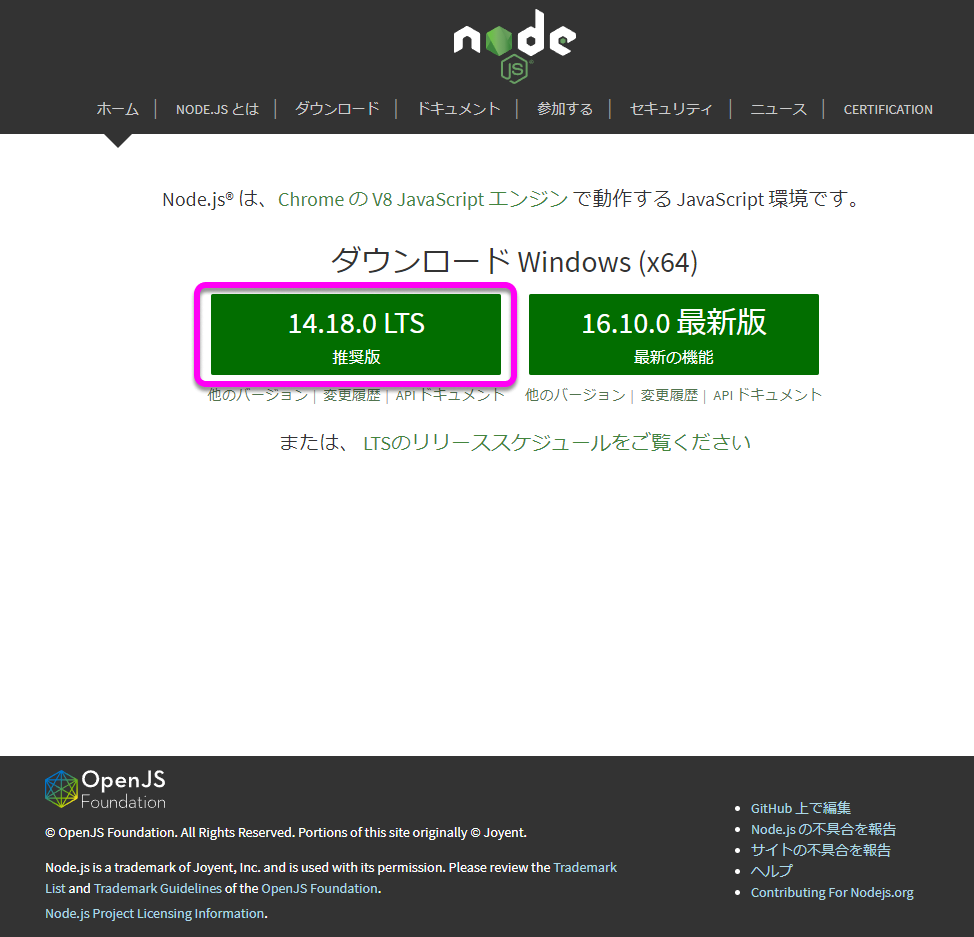 node
JS
ホーム | NODE.JS とは | ダウンロード | ドキュメント | 参加する | セキュリティ | ニュース | CERTIFICATION
Node.js® は、Chrome の V8 JavaScript エンジン で動作する JavaScript 環境です。
ダウンロード Windows (x64)
14.18.0 LTS
推奨版
16.10.0 最新版
最新の機能
他のバージョン | 変更履歴 | API ドキュメント
他のバージョン | 変更履歴 | API ドキュメント
または、 LTSのリリーススケジュールをご覧ください
OpenJS
Foundation
© OpenJS Foundation. All Rights Reserved. Portions of this site originally © Joyent.
Node.js is a trademark of Joyent, Inc. and is used with its permission. Please review the Trademark
List and Trademark Guidelines of the OpenJS Foundation.
Node.js Project Licensing Information.
GitHub 上で編集
Node.js の不具合を報告
サイトの不具合を報告
ヘルプ
Contributing For Nodejs.org